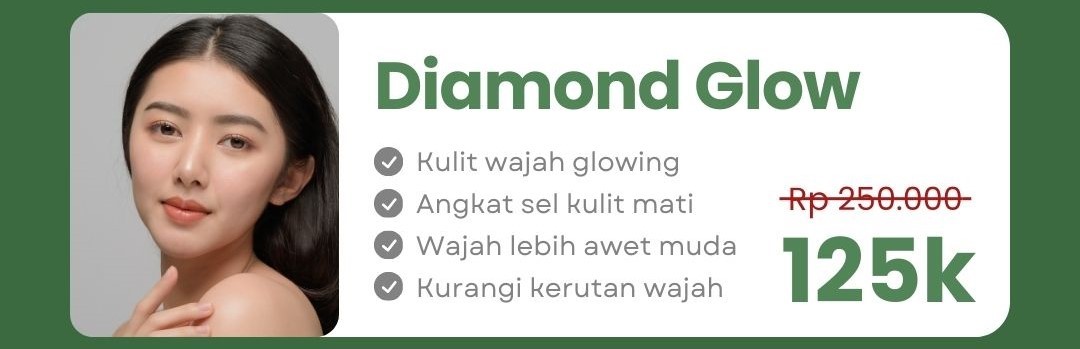 Diamond Glow
Kulit wajah glowing
Angkat sel kulit mati
Wajah lebih awet muda
Kurangi kerutan wajah
Rp 250.000
125k